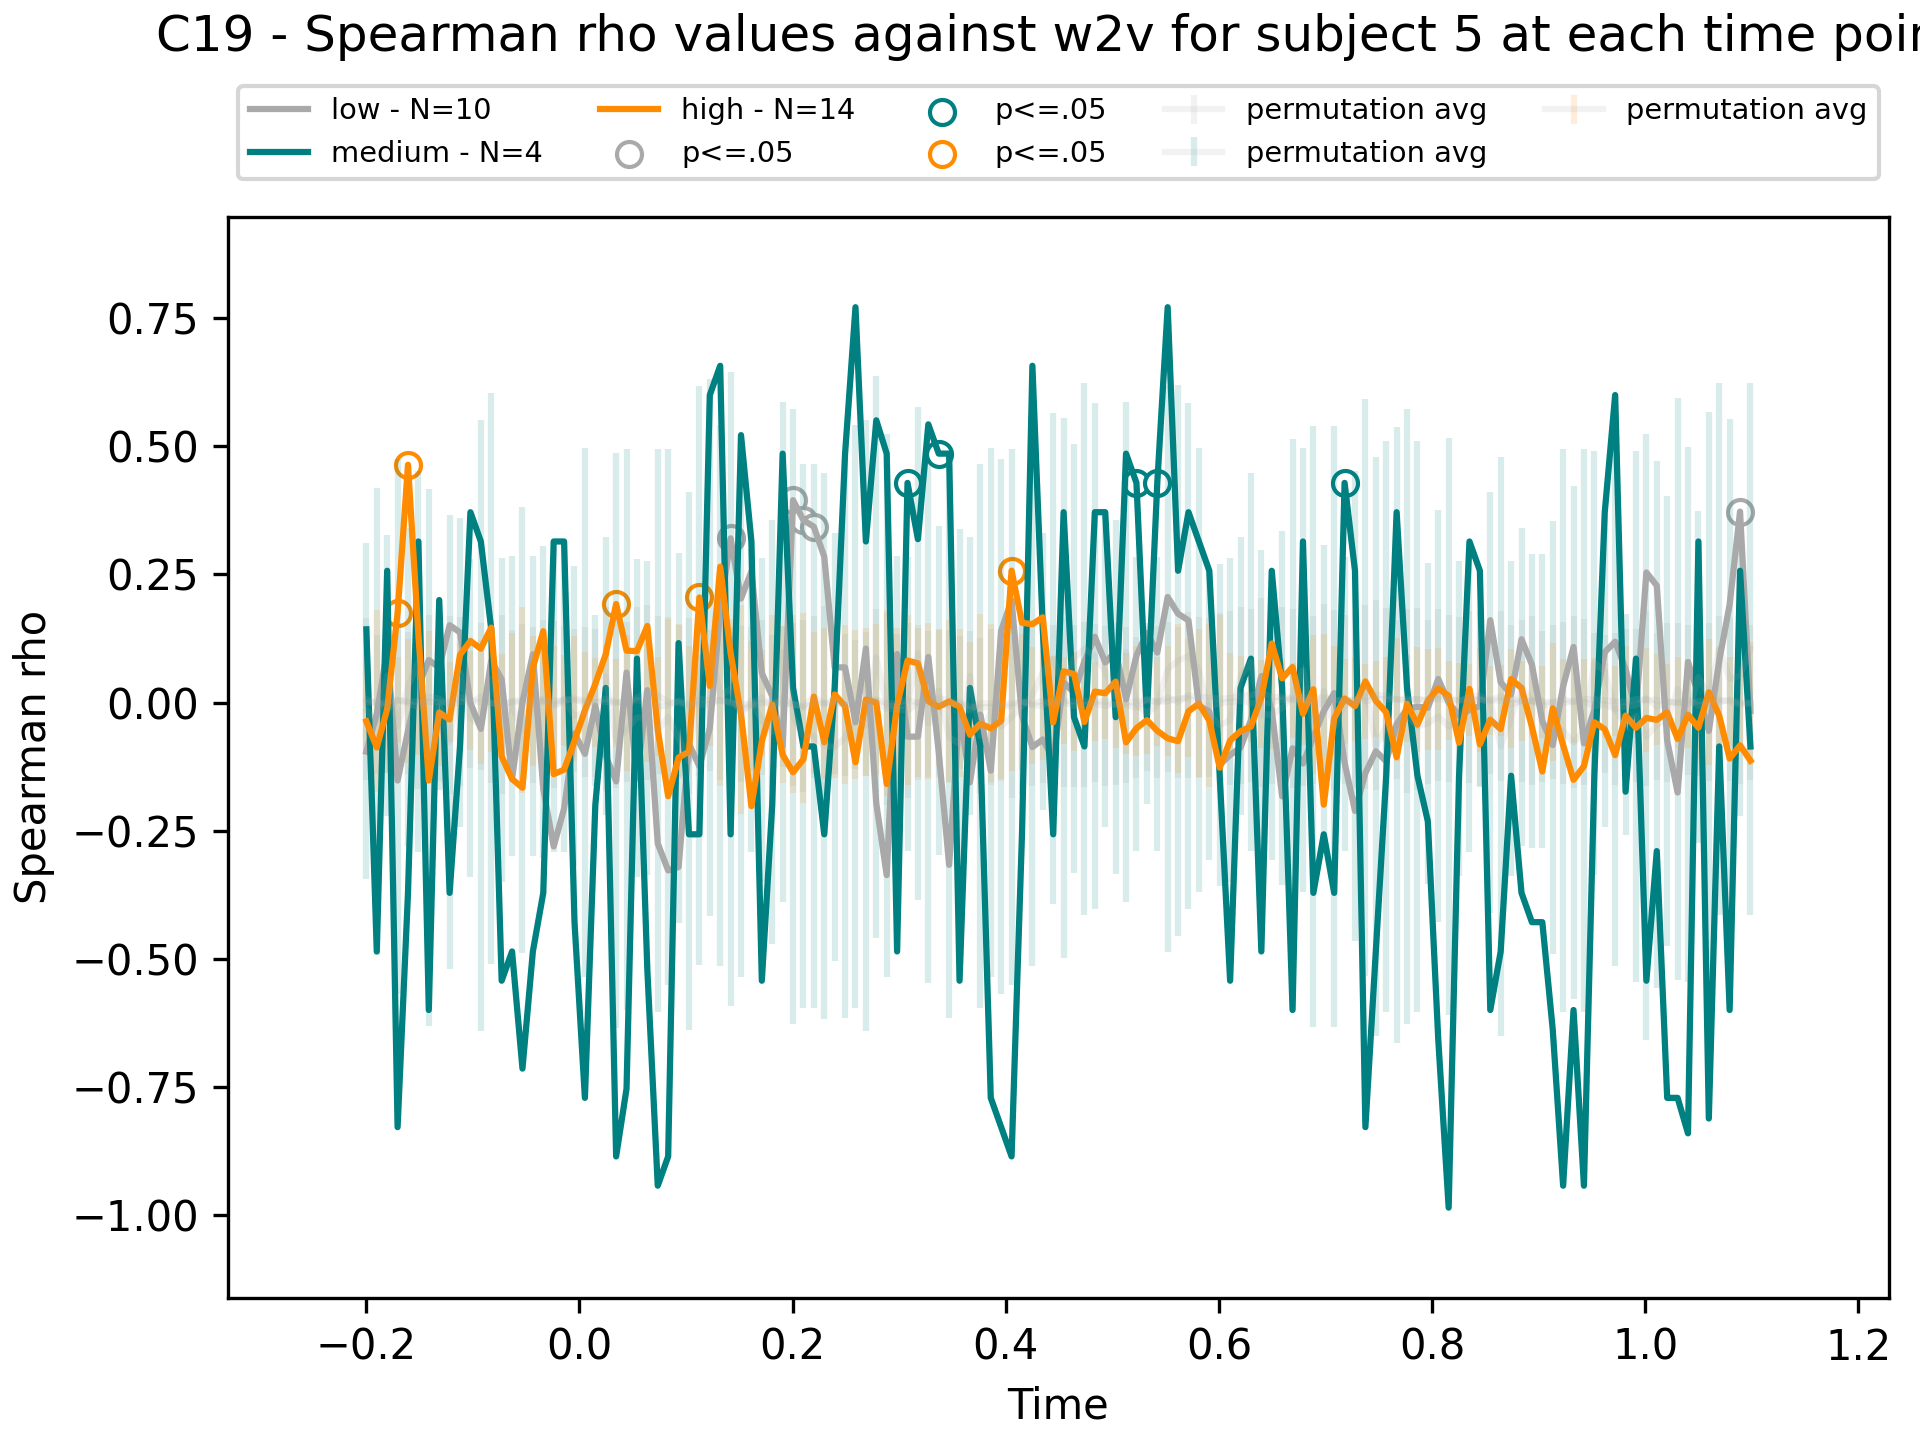 C19 - Spearman rho values against w2v for subject 5 at each time poi
low - N=10
medium - N=4
high - N=14
p<=.05
p<=.05
p<=.05
permutation avg
permutation avg
permutation avg
Spearman rho
0.75
0.50
0.25
0.00
−0.25
−0.50
−0.75
−1.00
−0.2
0.0
0.2
0.4
0.6
0.8
1.0
1.2
Time